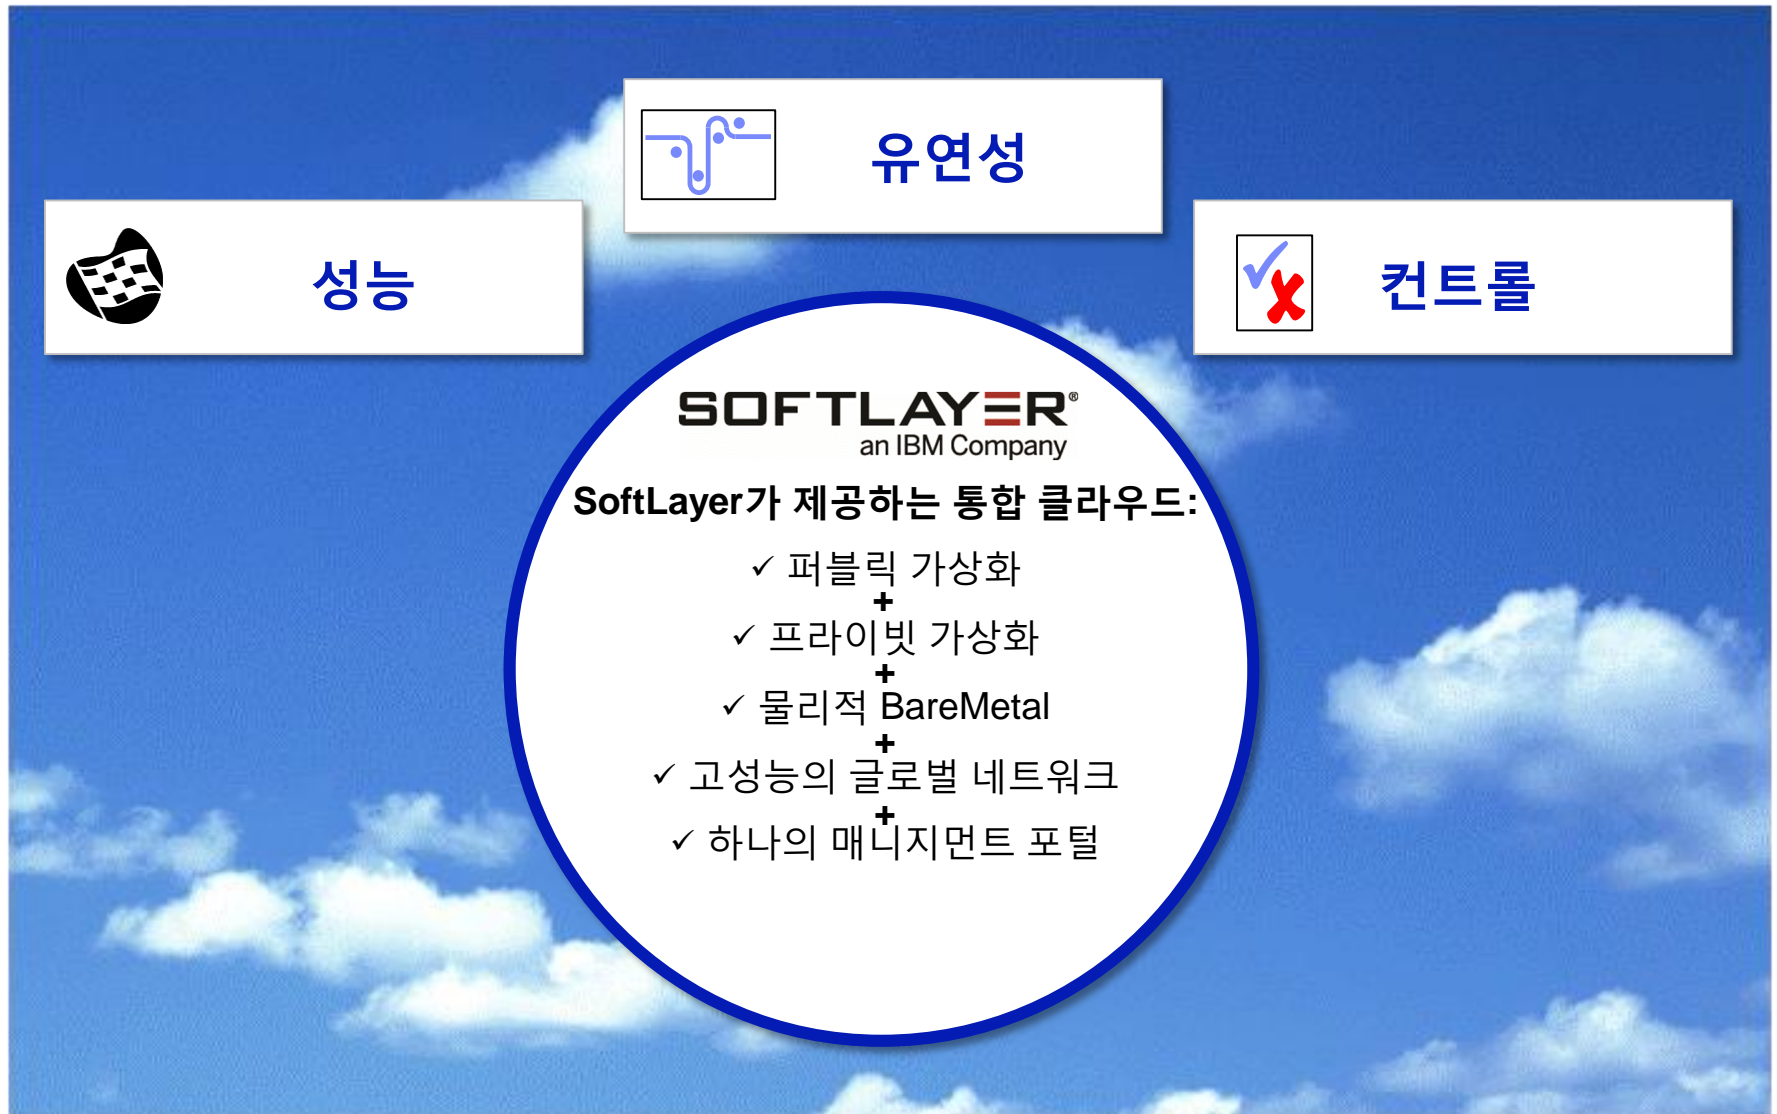 유연성
성능
컨트롤
SOFTLAYER®
an IBM Company
SoftLayer가 제공하는 통합 클라우드:
✓ 퍼블릭 가상화
+
✓ 프라이빗 가상화
+
✓ 물리적 BareMetal
+
✓ 고성능의 글로벌 네트워크
+
✓ 하나의 매니지먼트 포털